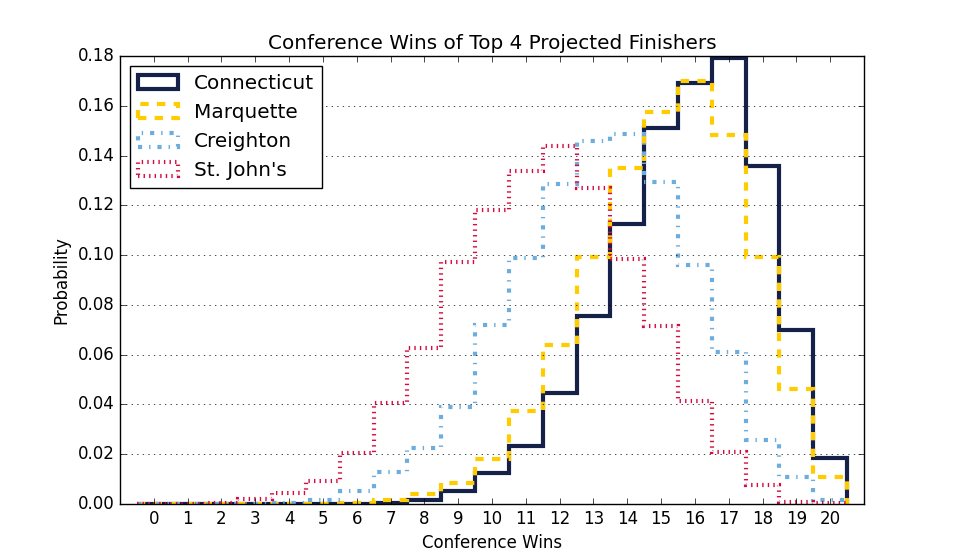 Conference Wins of Top 4 Projected Finishers
Connecticut
Marquette
Creighton
St. John's
Probability
0.18
0.16
0.14
0.12
0.10
0.08
0.06
0.04
0.02
0.00
0 1 2 3 4 5 6 7 8 9 10 11 12 13 14 15 16 17 18 19 20
Conference Wins